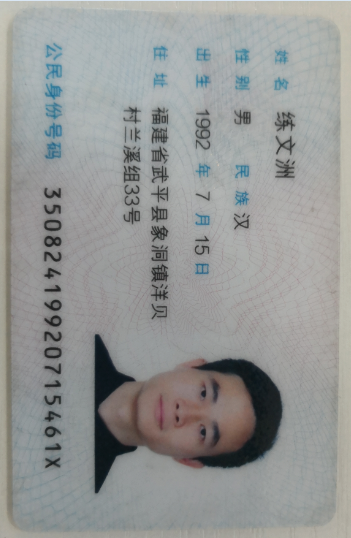 姓名 练文洲
性别 男 民族 汉
出生 1992 年 7 月 15 日
住址 福建省武平县象洞镇洋贝
村兰溪组33号
公民身份号码 35082419920715461X